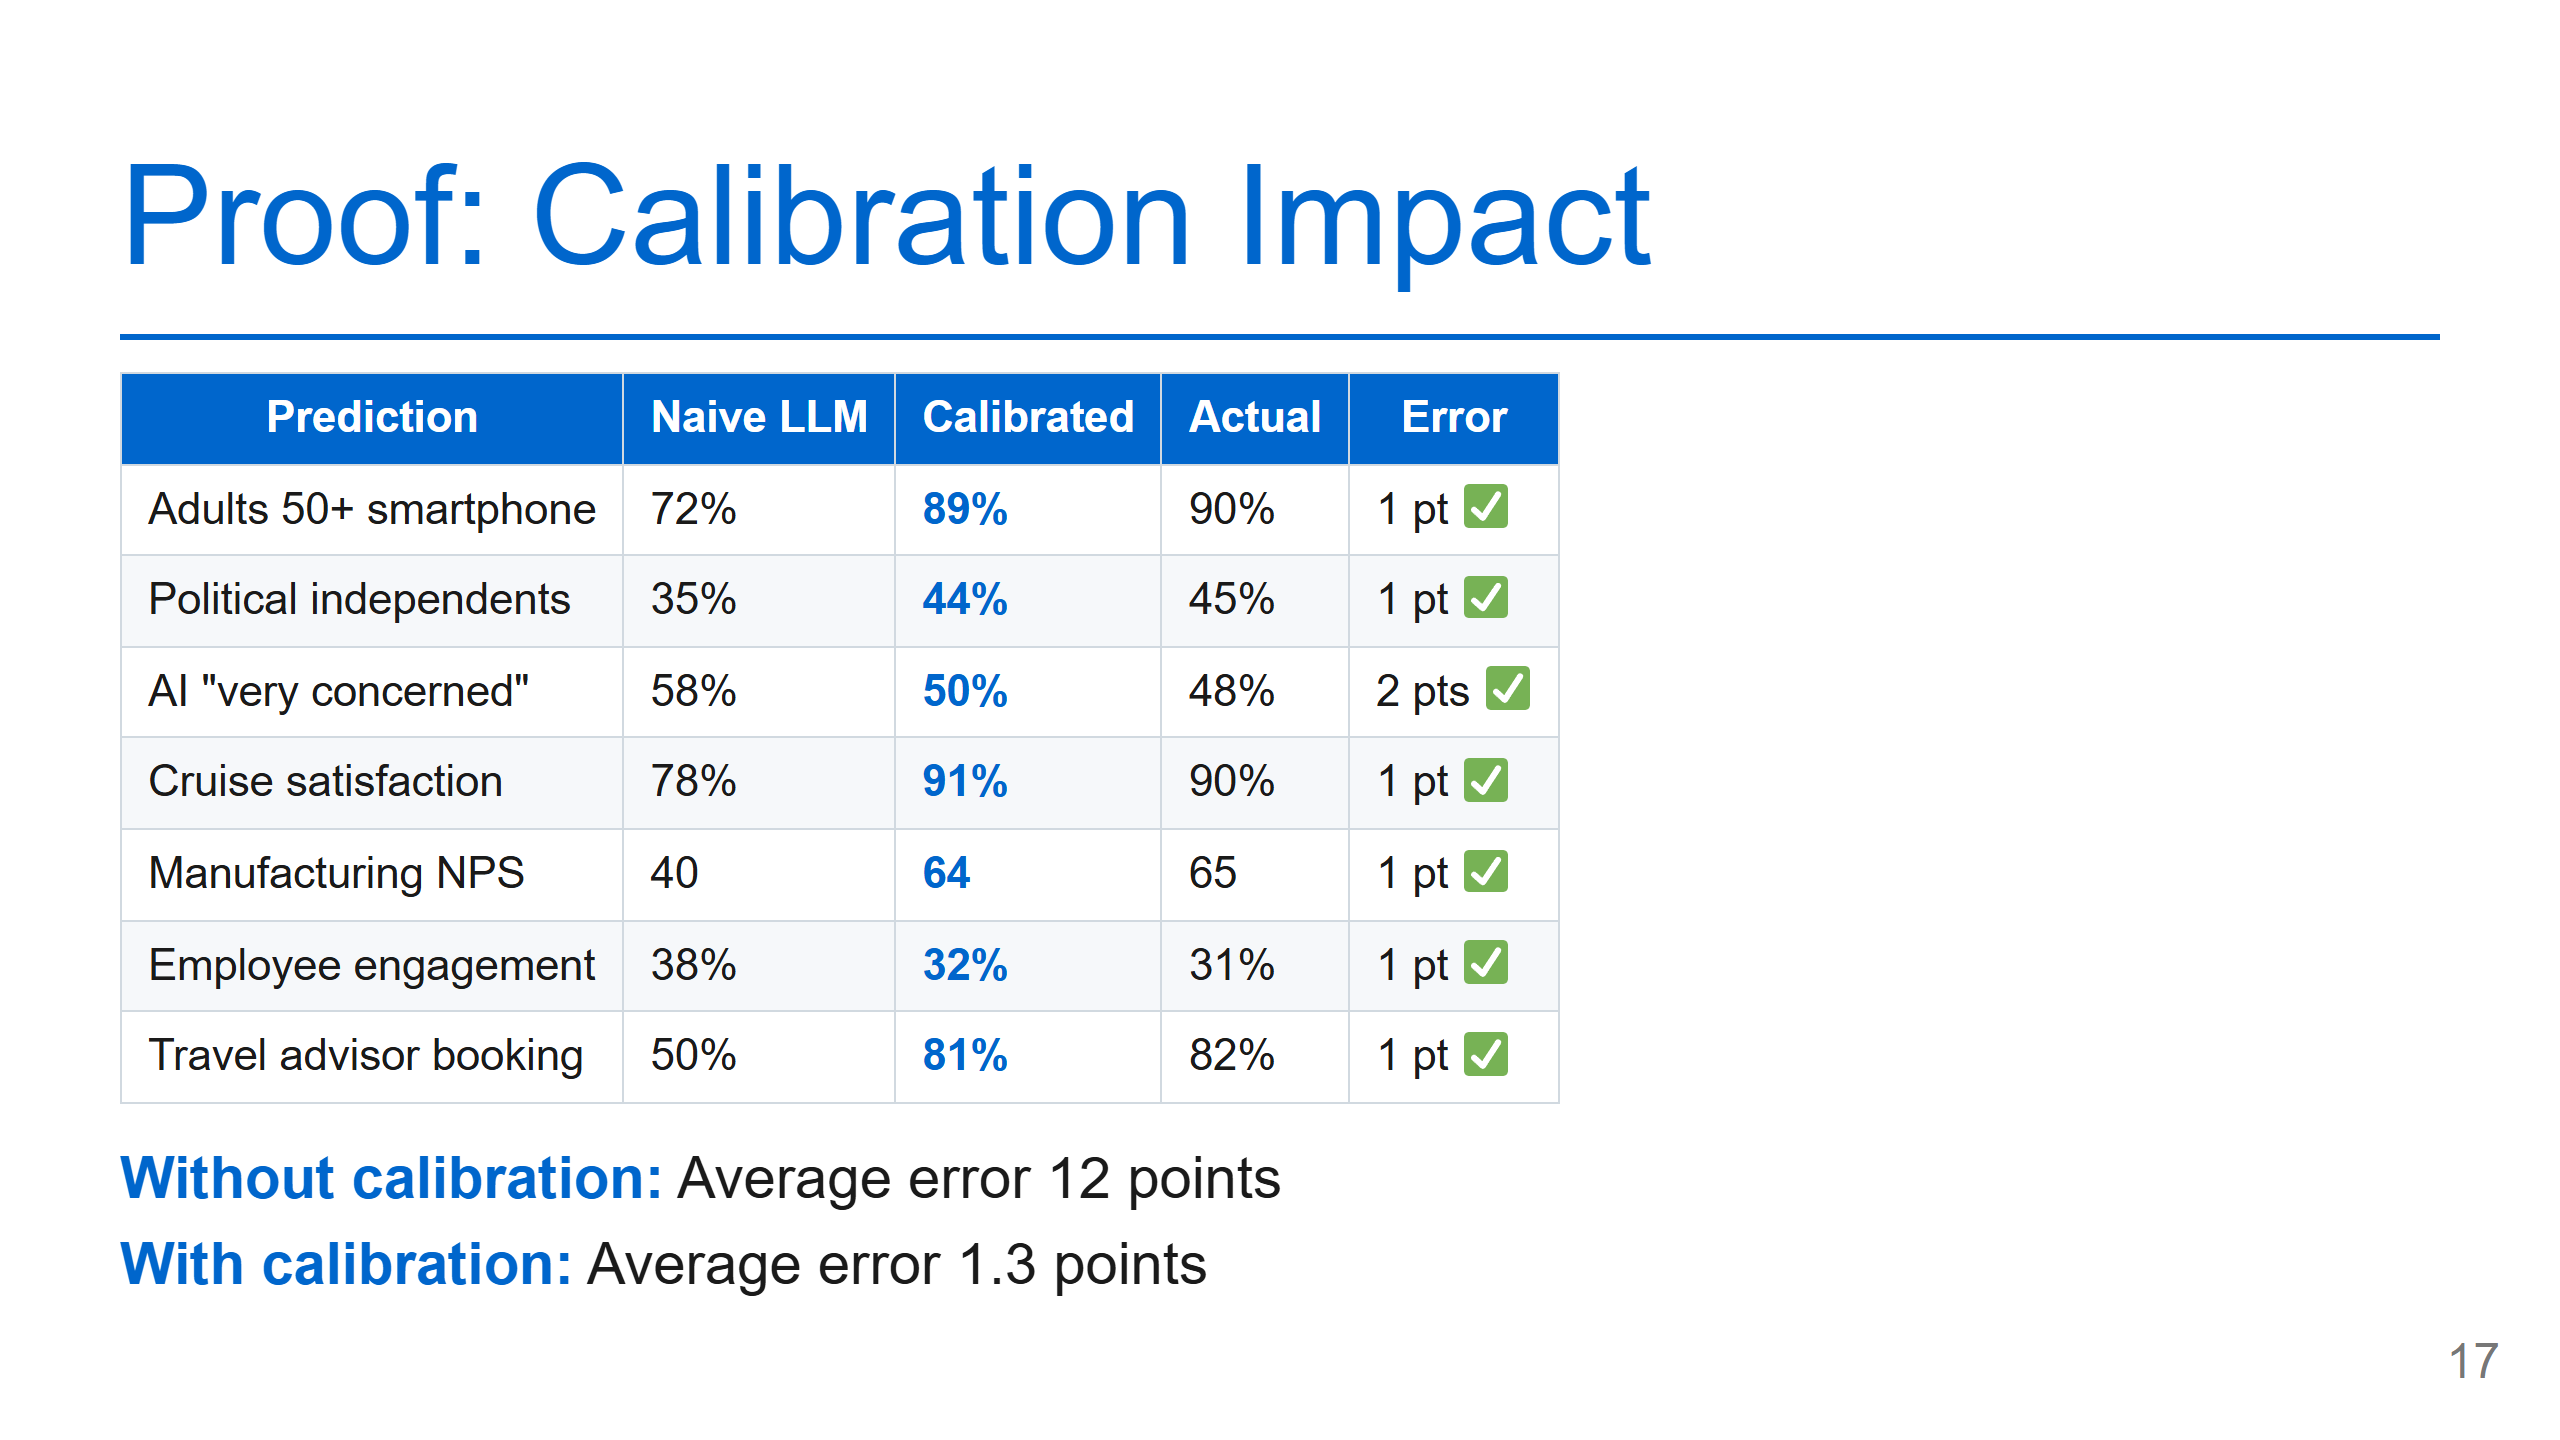 Proof: Calibration Impact
Prediction Naive LLM Calibrated Actual Error
Adults 50+ smartphone 72% 89% 90% 1 pt ✅
Political independents 35% 44% 45% 1 pt ✅
AI "very concerned" 58% 50% 48% 2 pts ✅
Cruise satisfaction 78% 91% 90% 1 pt ✅
Manufacturing NPS 40 64 65 1 pt ✅
Employee engagement 38% 32% 31% 1 pt ✅
Travel advisor booking 50% 81% 82% 1 pt ✅
Without calibration: Average error 12 points
With calibration: Average error 1.3 points
17